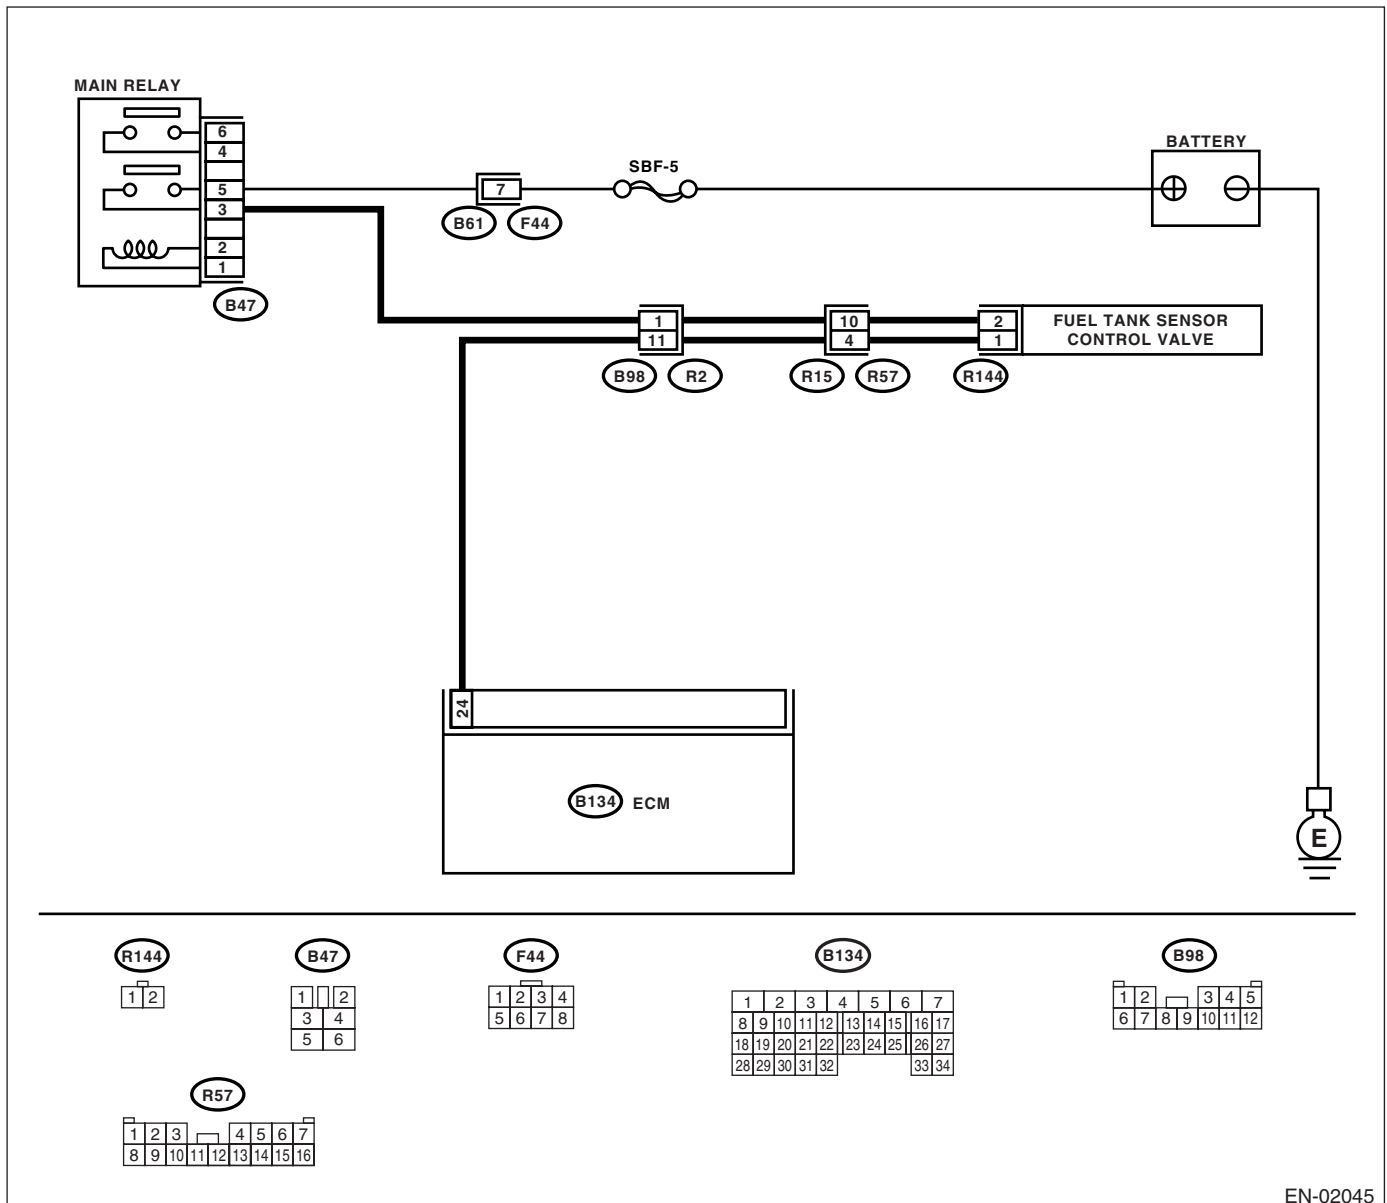 MAIN RELAY
6
4
5
3
2
1
B47
7
B61
F44
SBF-5
BATTERY
1
11
B98
R2
10
4
R15
R57
2
1
R144
FUEL TANK SENSOR
CONTROL VALVE
24
B134
ECM
E
R144
1 2
B47
1 2
3 4
5 6
F44
1 2 3 4
5 6 7 8
B134
1 2 3 4 5 6 7
8 9 10 11 12 13 14 15 16 17
18 19 20 21 22 23 24 25 26 27
28 29 30 31 32 33 34
B98
1 2 3 4 5
6 7 8 9 10 11 12
R57
1 2 3 4 5 6 7
8 9 10 11 12 13 14 15 16
EN-02045